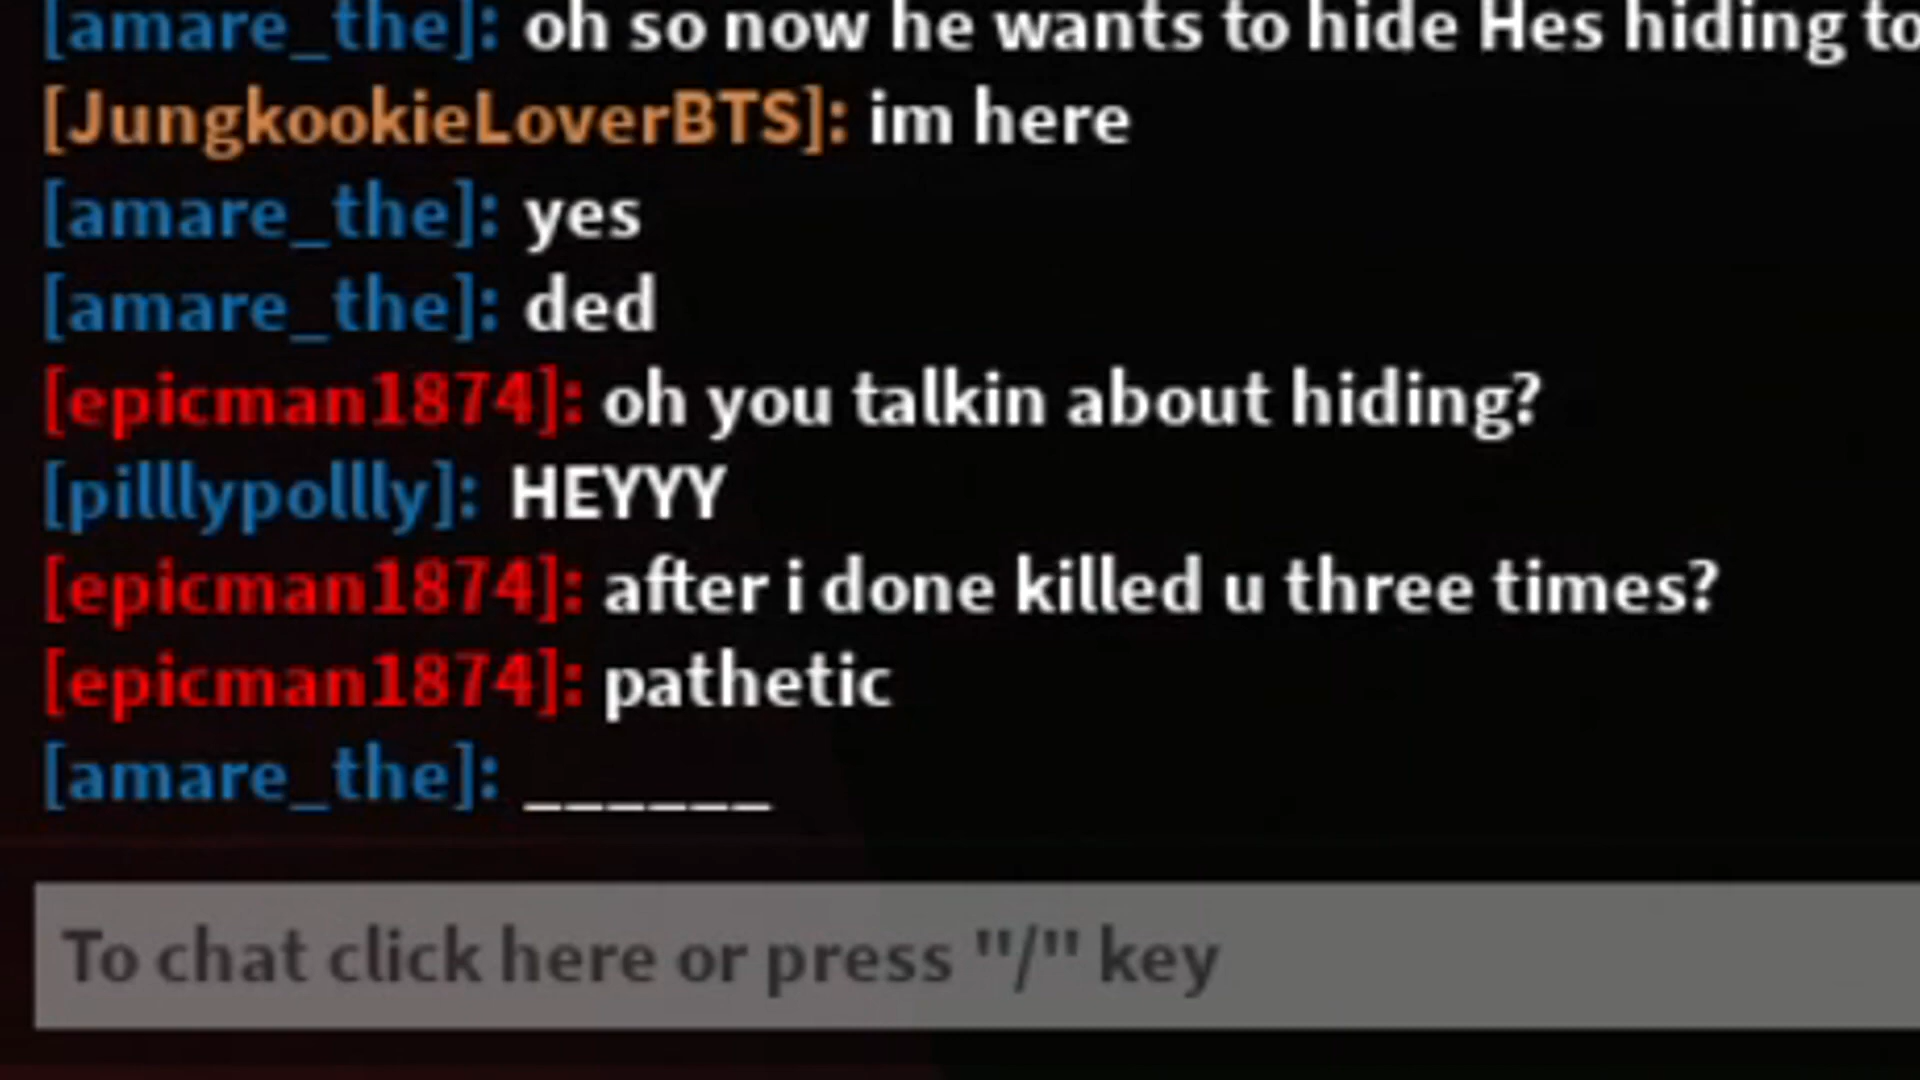 [amare_the]: oh so now he wants to hide Hes hiding to
[JungkookieLoverBTS]: im here
[amare_the]: yes
[amare_the]: ded
[epicman1874]: oh you talkin about hiding?
[pilllypollly]: HEYYY
[epicman1874]: after i done killed u three times?
[epicman1874]: pathetic
[amare_the]: ______
To chat click here or press "/" key